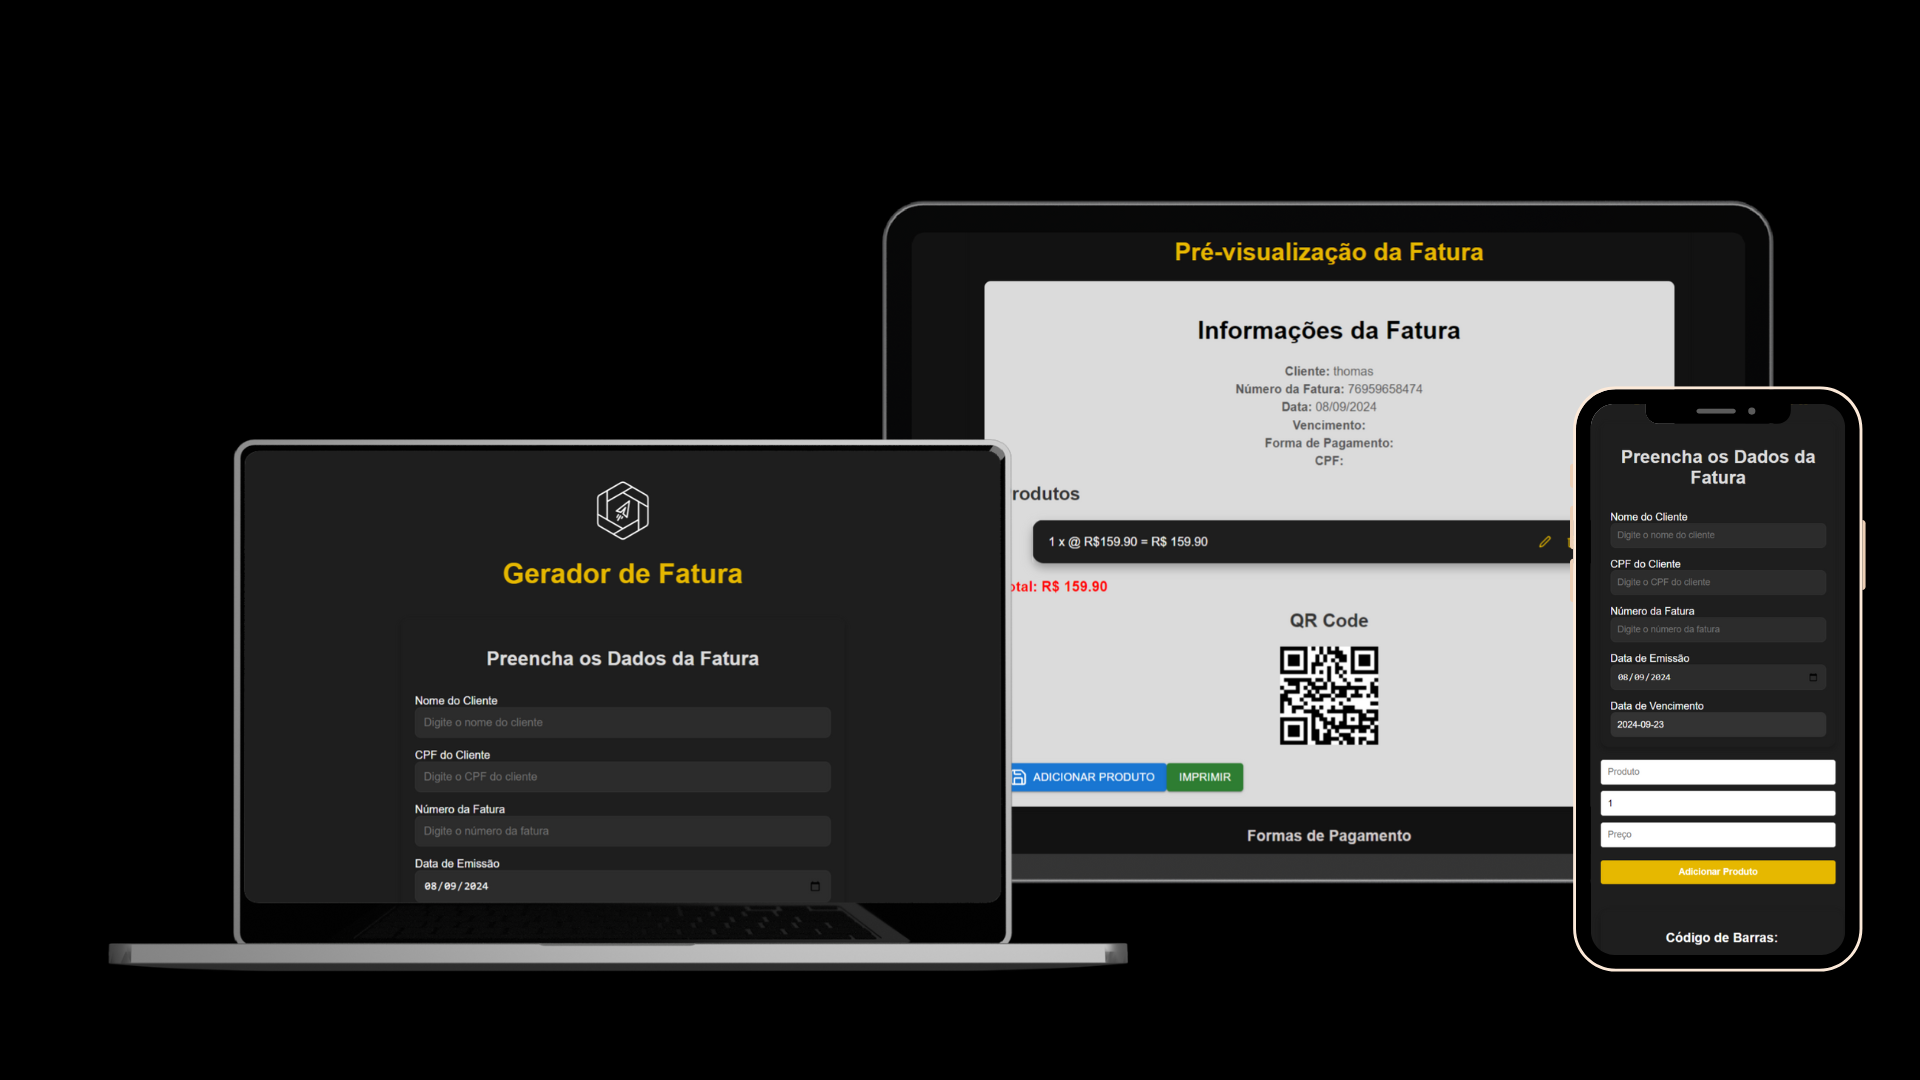 Gerador de Fatura
Preencha os Dados da Fatura
Nome do Cliente
Digite o nome do cliente
CPF do Cliente
Digite o CPF do cliente
Número da Fatura
Digite o número da fatura
Data de Emissão
08/09/2024
Pré-visualização da Fatura
Informações da Fatura
Cliente: thomas
Número da Fatura: 76959658474
Data: 08/09/2024
Vencimento:
Forma de Pagamento:
CPF:
rodutos
1 x @ R$159.90 = R$ 159.90
otal: R$ 159.90
QR Code
ADICIONAR PRODUTO IMPRIMIR
Formas de Pagamento
Preencha os Dados da
Fatura
Nome do Cliente
Digite o nome do cliente
CPF do Cliente
Digite o CPF do cliente
Número da Fatura
Digite o número da fatura
Data de Emissão
08/09/2024
Data de Vencimento
2024-09-23
Produto
1
Preço
Adicionar Produto
Código de Barras: